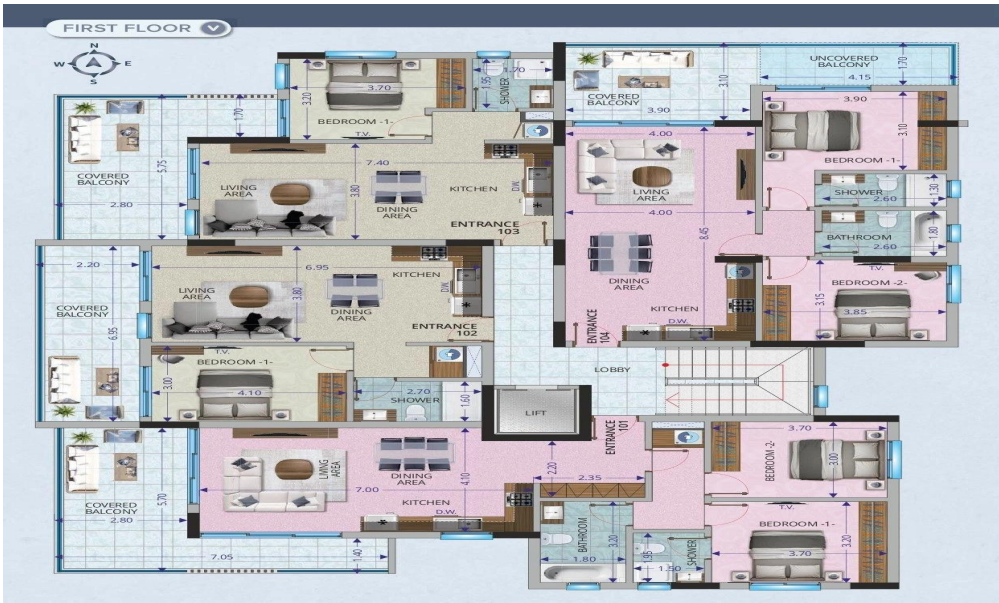 FIRST FLOOR
N
W E
S
UNCOVERED
BALCONY
4.15
1.70
COVERED
BALCONY
3.90
3.10
3.20
3.70
BEDROOM -1-
T.V.
1.70
1.95
SHOWER
1.70
5.75
COVERED
BALCONY
2.80
7.40
3.80
LIVING
AREA
DINING
AREA
KITCHEN
D.W.
ENTRANCE
103
4.00
LIVING
AREA
4.00
8.45
DINING
AREA
KITCHEN
D.W.
ENTRANCE
104
3.90
3.10
BEDROOM -1-
SHOWER
2.60
1.30
BATHROOM
2.60
1.80
T.V.
BEDROOM -2-
3.15
3.85
2.20
COVERED
BALCONY
6.95
6.95
3.80
LIVING
AREA
DINING
AREA
KITCHEN
D.W.
ENTRANCE
102
T.V.
BEDROOM -1-
3.00
4.10
2.70
SHOWER
1.60
LOBBY
LIFT
ENTRANCE
101
5.70
COVERED
BALCONY
2.80
7.05
1.40
LIVING
AREA
7.00
DINING
AREA
4.10
KITCHEN
D.W.
2.20
2.35
BATHROOM
3.20
1.80
1.95
SHOWER
1.50
3.70
BEDROOM -2-
3.00
T.V.
BEDROOM -1-
3.70
3.20